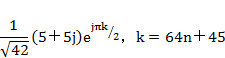 1/√42 (5+5j)e^{jπk/2}, k = 64n+45